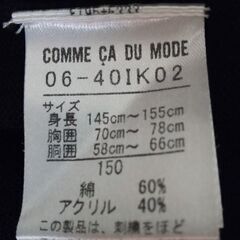 COMME ÇA DU MODE
06-40IK02
サイズ
身長 145cm〜155cm
胸囲 70cm〜 78cm
胴囲 58cm〜 66cm
150
綿 60%
アクリル 40%
この製品は、刺繍をほど